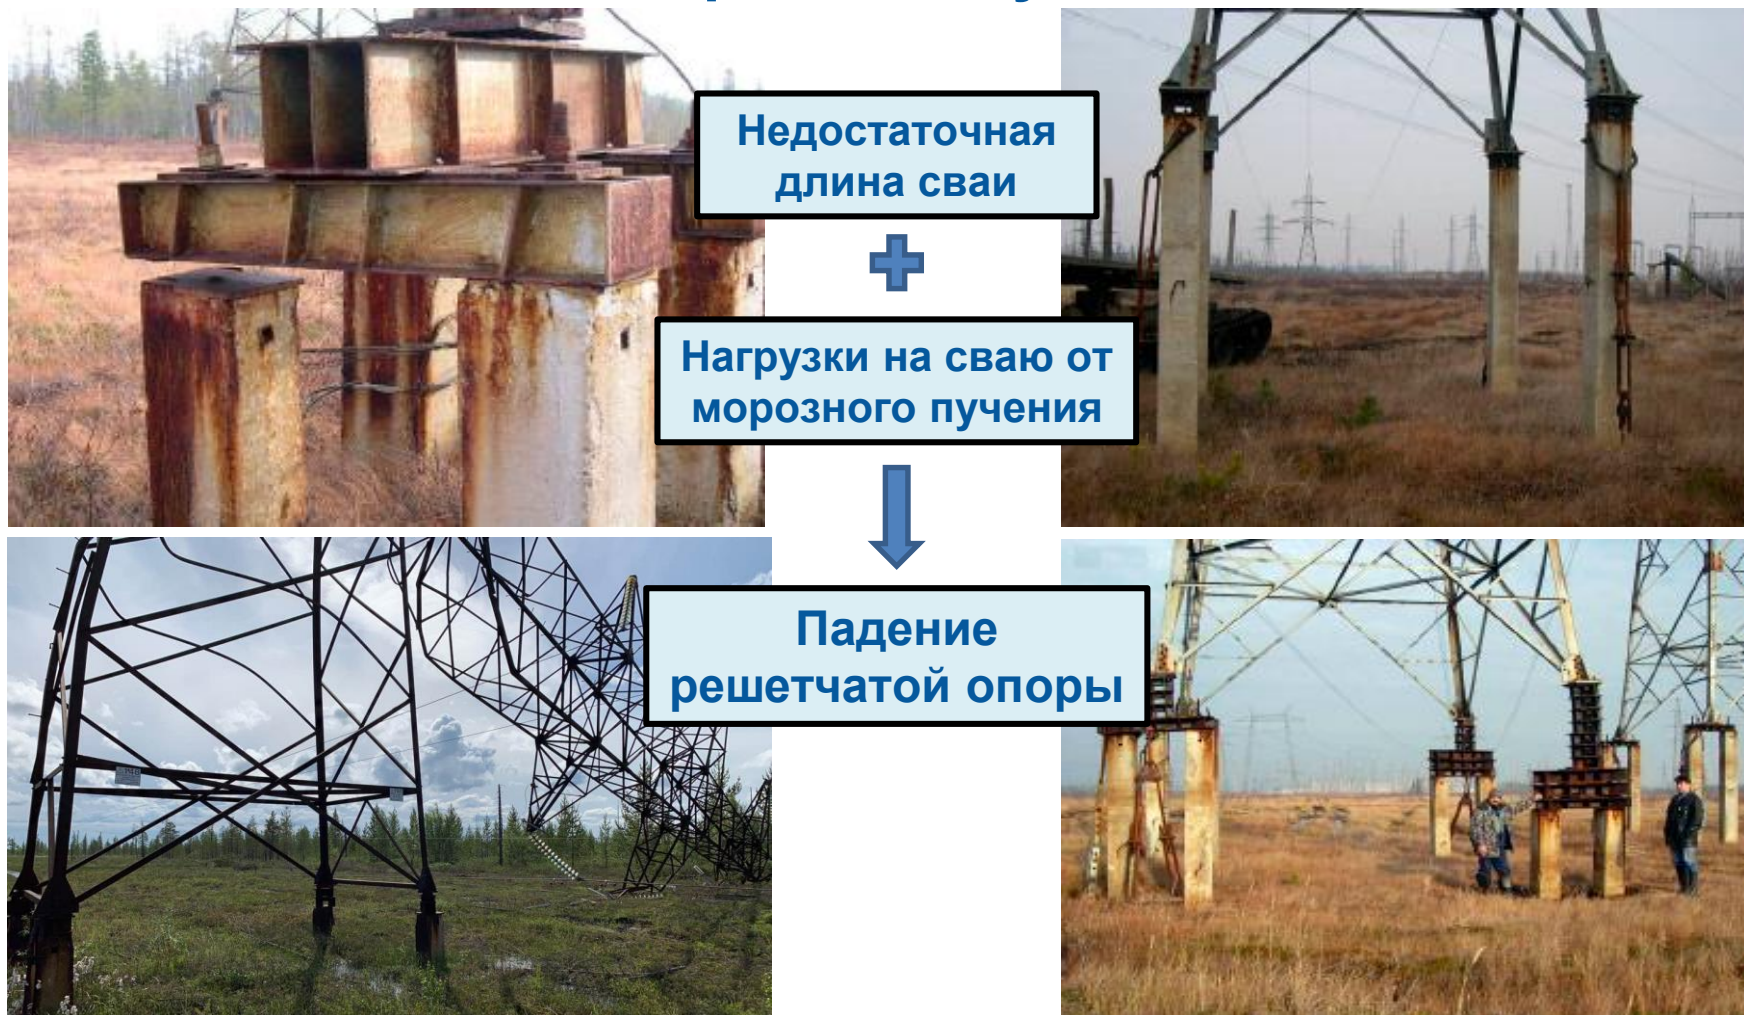 Недостаточная
длина сваи
Нагрузки на сваю от
морозного пучения
Падение
решетчатой опоры